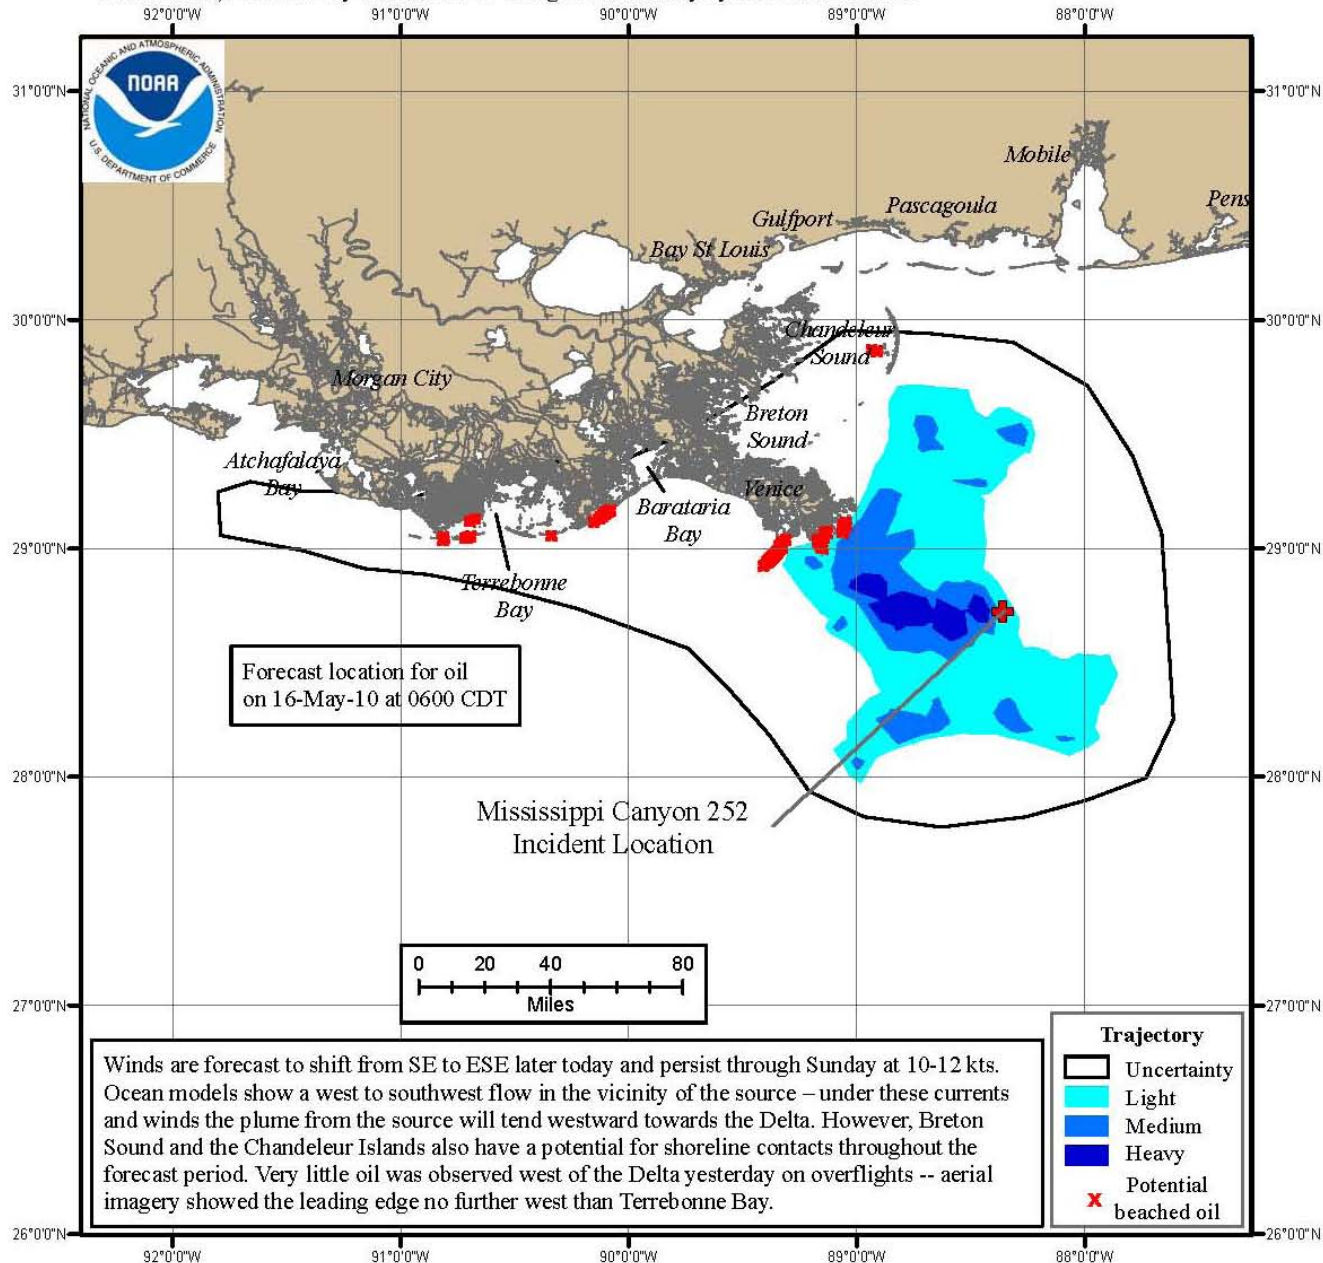 92°0'0"W 91°0'0"W 90°0'0"W 89°0'0"W 88°0'0"W
NATIONAL OCEANIC AND ATMOSPHERIC ADMINISTRATION
NOAA
U.S. DEPARTMENT OF COMMERCE
31°0'0"N 31°0'0"N
Mobile
Pens
Pascagoula
Gulfport
Bay St Louis
30°0'0"N 30°0'0"N
Chandeleur
Sound
Morgan City
Breton
Sound
Atchafalaya
Bay
Venice
Barataria
Bay
29°0'0"N 29°0'0"N
Terrebonne
Bay
Forecast location for oil
on 16-May-10 at 0600 CDT
28°0'0"N 28°0'0"N
Mississippi Canyon 252
Incident Location
0 20 40 80
Miles
27°0'0"N 27°0'0"N
Winds are forecast to shift from SE to ESE later today and persist through Sunday at 10-12 kts.
Ocean models show a west to southwest flow in the vicinity of the source – under these currents
and winds the plume from the source will tend westward towards the Delta. However, Breton
Sound and the Chandeleur Islands also have a potential for shoreline contacts throughout the
forecast period. Very little oil was observed west of the Delta yesterday on overflights -- aerial
imagery showed the leading edge no further west than Terrebonne Bay.
Trajectory
Uncertainty
Light
Medium
Heavy
Potential
beached oil
26°0'0"N 26°0'0"N
92°0'0"W 91°0'0"W 90°0'0"W 89°0'0"W 88°0'0"W